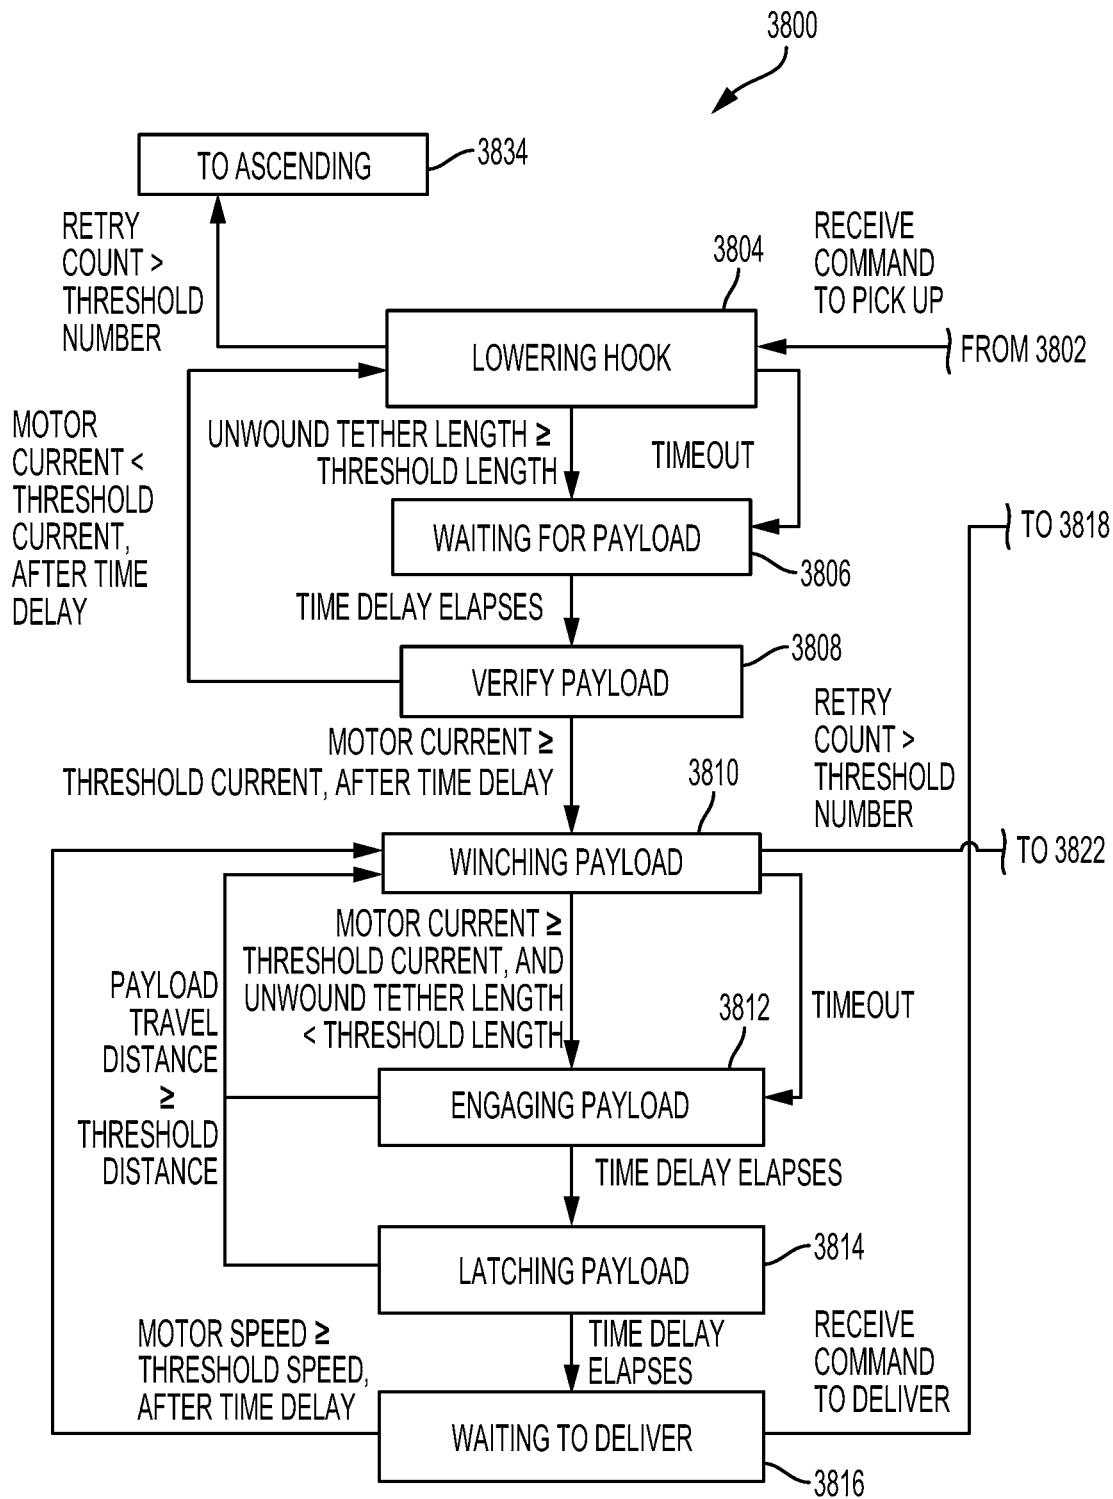 3800
TO ASCENDING
3834
RETRY
COUNT >
THRESHOLD
NUMBER
3804
RECEIVE
COMMAND
TO PICK UP
LOWERING HOOK
FROM 3802
MOTOR
CURRENT <
THRESHOLD
CURRENT,
AFTER TIME
DELAY
UNWOUND TETHER LENGTH ≥
THRESHOLD LENGTH
TIMEOUT
WAITING FOR PAYLOAD
3806
TO 3818
TIME DELAY ELAPSES
3808
VERIFY PAYLOAD
MOTOR CURRENT ≥
THRESHOLD CURRENT, AFTER TIME DELAY
RETRY
COUNT >
THRESHOLD
NUMBER
3810
WINCHING PAYLOAD
TO 3822
MOTOR CURRENT ≥
THRESHOLD CURRENT, AND
UNWOUND TETHER LENGTH
< THRESHOLD LENGTH
PAYLOAD
TRAVEL
DISTANCE
≥
THRESHOLD
DISTANCE
3812
TIMEOUT
ENGAGING PAYLOAD
TIME DELAY ELAPSES
LATCHING PAYLOAD
3814
MOTOR SPEED ≥
THRESHOLD SPEED,
AFTER TIME DELAY
TIME DELAY
ELAPSES
RECEIVE
COMMAND
TO DELIVER
WAITING TO DELIVER
3816